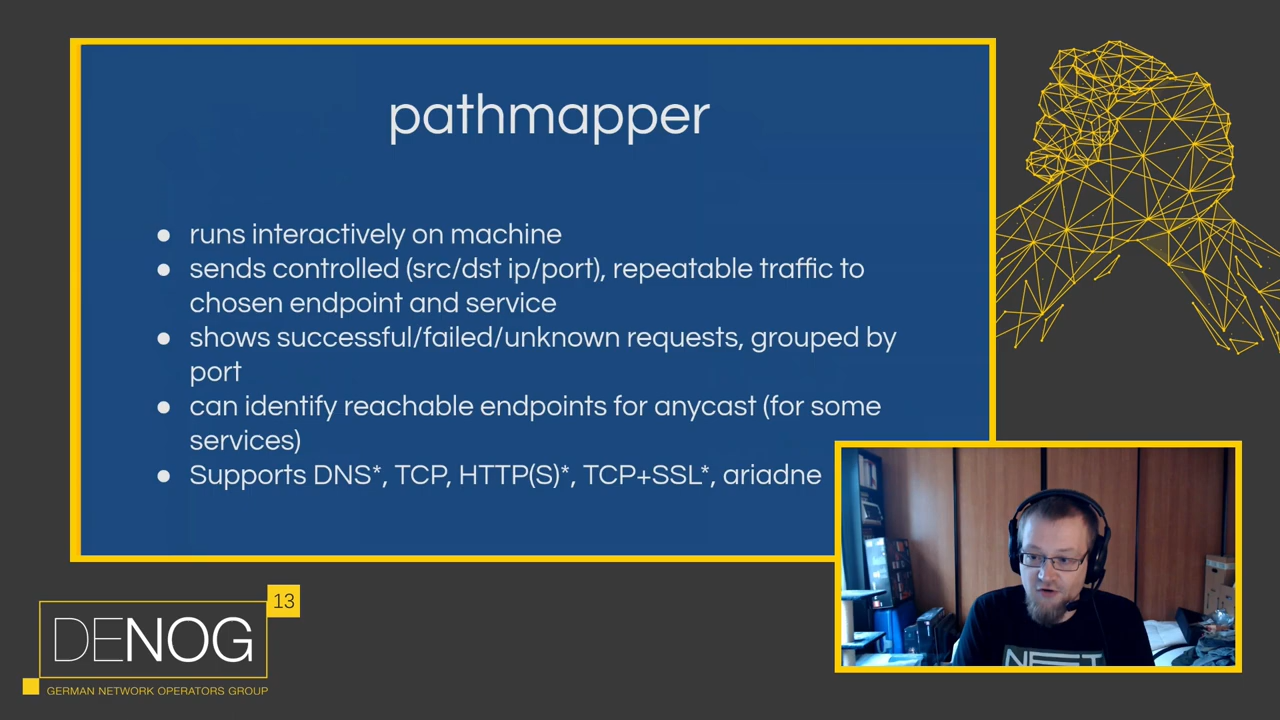 pathmapper
● runs interactively on machine
● sends controlled (src/dst ip/port), repeatable traffic to
chosen endpoint and service
● shows successful/failed/unknown requests, grouped by
port
● can identify reachable endpoints for anycast (for some
services)
● Supports DNS*, TCP, HTTP(S)*, TCP+SSL*, ariadne
13
DENOG
GERMAN NETWORK OPERATORS GROUP